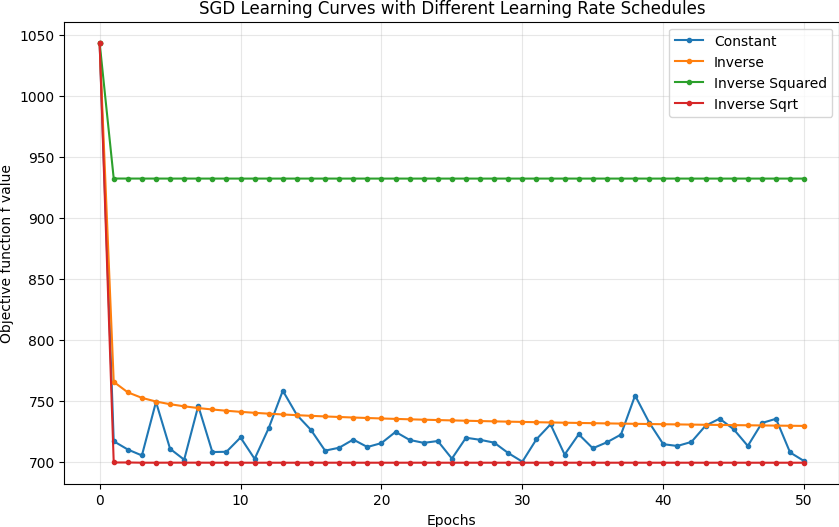 SGD Learning Curves with Different Learning Rate Schedules
Objective function f value
1050
1000
950
900
850
800
750
700
0
10
20
30
40
50
Epochs
Constant
Inverse
Inverse Squared
Inverse Sqrt